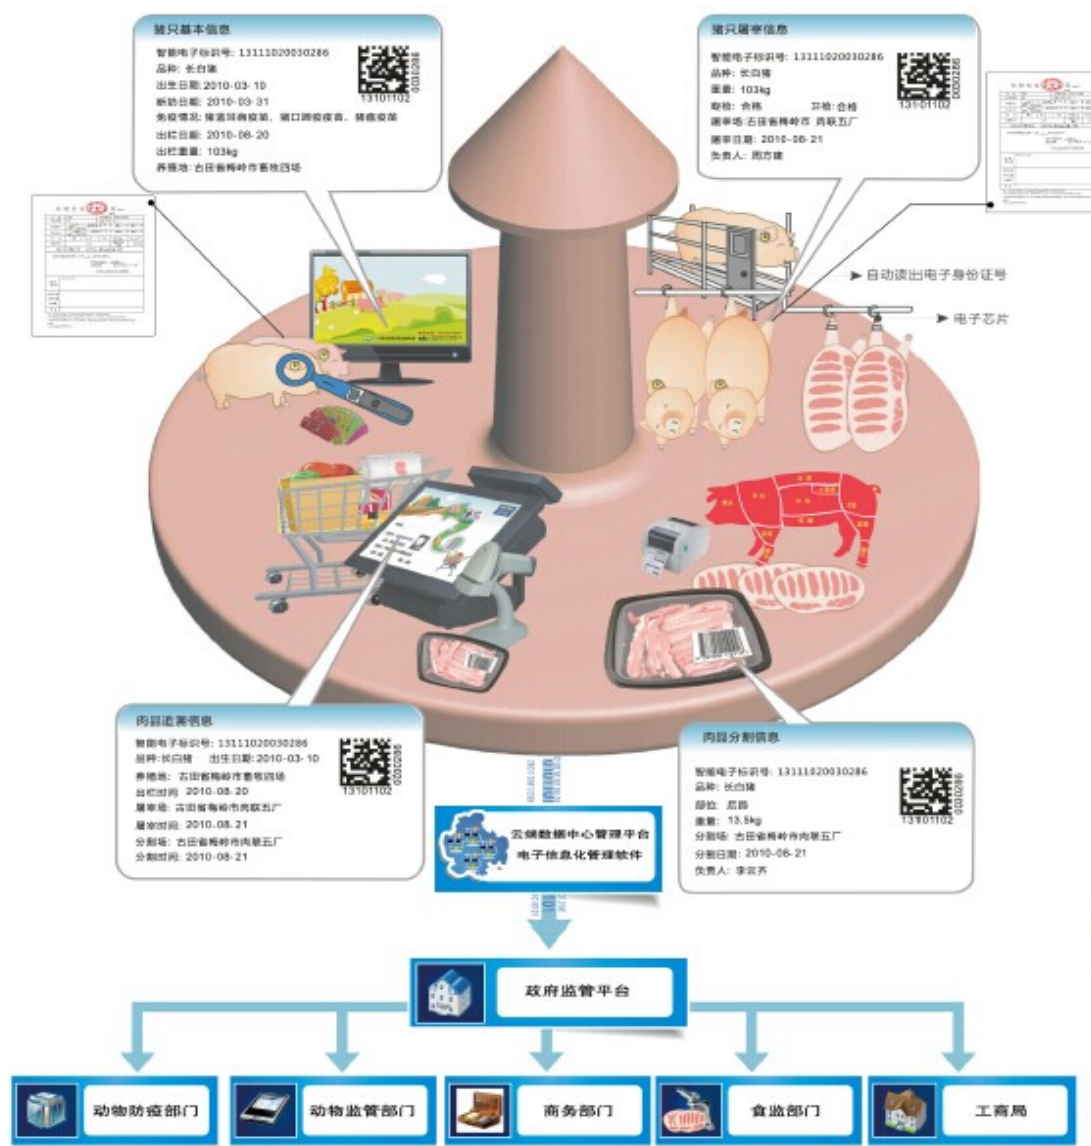 猪只基本信息
智能电子标识号: 13111020030286
品种: 长白猪
出生日期: 2010-03-10
断奶日期: 2010-03-31
免疫情况: 猪蓝耳病疫苗、猪口蹄疫疫苗、猪瘟疫苗
出栏日期: 2010-08-20
出栏重量: 103kg
养殖地: 古田省梅岭市畜牧四场
13101102
0030286
猪只屠宰信息
智能电子标识号: 13111020030286
品种: 长白猪
重量: 103kg
合格 卫检: 合格
屠宰场: 古田省梅岭市 肉联五厂
屠宰日期: 2010-08-21
负责人: 周方建
13101102
0030286
自动读出电子身份证号
电子芯片
肉品追溯信息
智能电子标识号: 13111020030286
品种: 长白猪 出生日期: 2010-03-10
养殖地: 古田省梅岭市畜牧四场
出栏时间: 2010-08-20
屠宰场: 古田省梅岭市肉联五厂
屠宰时间: 2010-08-21
分割场: 古田省梅岭市肉联五厂
分割时间: 2010-08-21
13101102
0030286
肉品分割信息
智能电子标识号: 13111020030286
品种: 长白猪
部位: 后腿
重量: 13.5kg
分割场: 古田省梅岭市肉联五厂
分割日期: 2010-08-21
负责人: 李云齐
13101102
0030286
云端数据中心管理平台
电子信息化管理软件
政府监管平台
动物防疫部门
动物监管部门
商务部门
食监部门
工商局